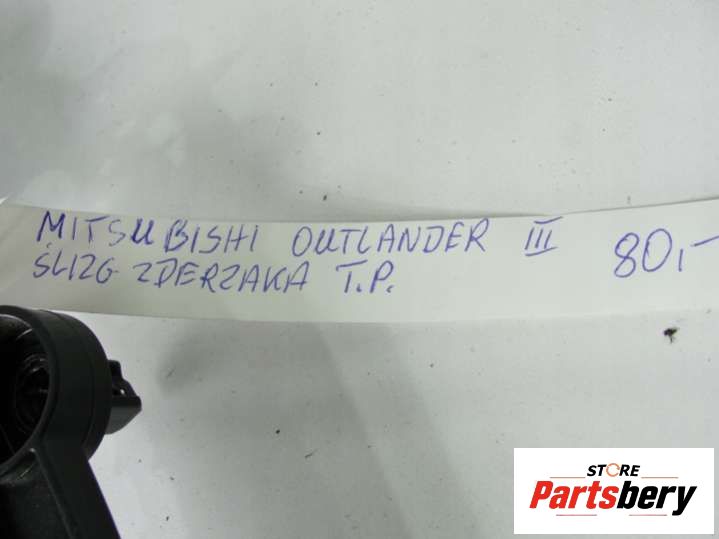 MITSUBISHI OUTLANDER III 80,-
ŚLIZG ZDERZAKA T.P.
STORE
Partsbery